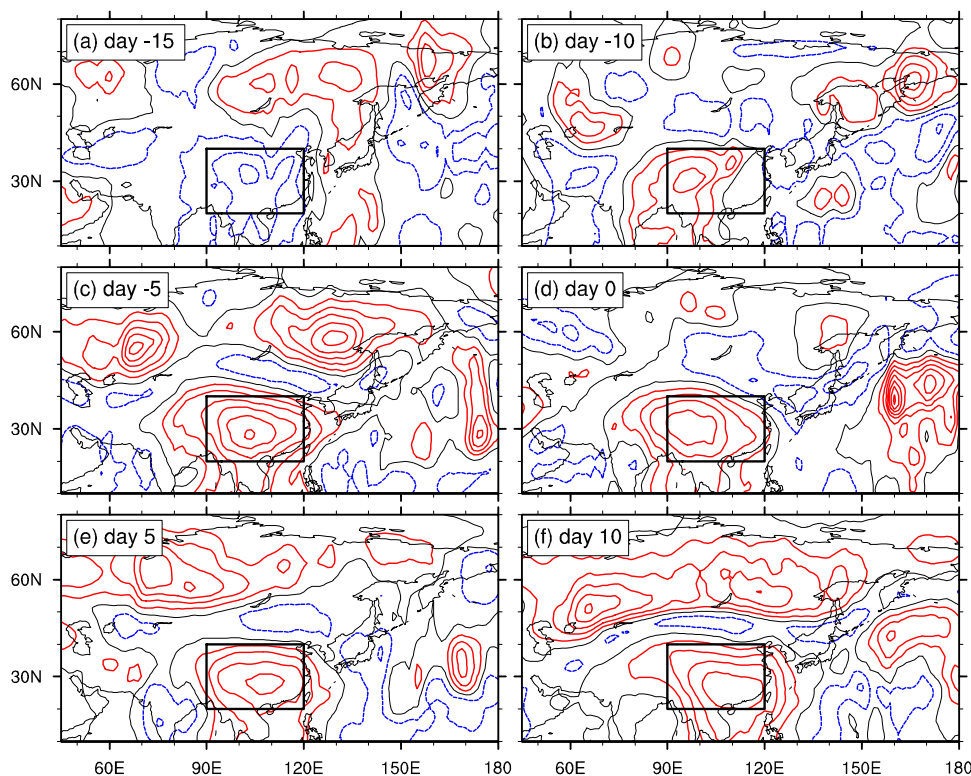 (a) day -15
(b) day -10
60N
30N
(c) day -5
(d) day 0
60N
30N
(e) day 5
(f) day 10
60N
30N
60E 90E 120E 150E 180 60E 90E 120E 150E 180